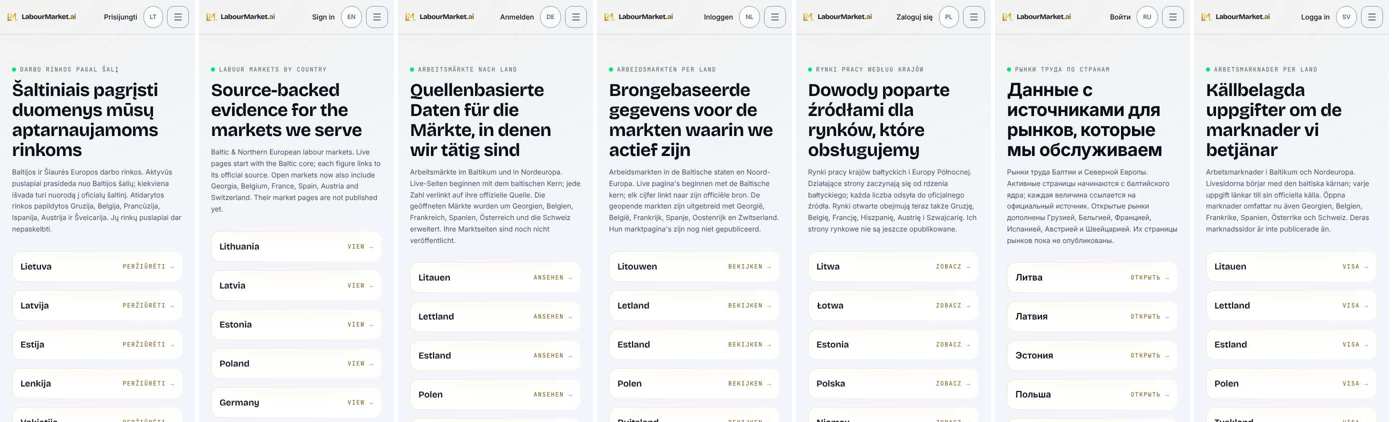 LabourMarket.ai
Prisijungti
LT
DARBO RINKOS PAGAL ŠALĮ
Šaltiniais pagrįsti
duomenys mūsų
aptarnaujamoms
rinkoms
Baltijos ir Šiaurės Europos darbo rinkos. Aktyvūs
puslapiai prasideda nuo Baltijos šalių; kiekviena
išvada turi nuorodą į oficialų šaltinį. Atidarytos
rinkos papildytos Gruzija, Belgija, Prancūzija,
Ispanija, Austrija ir Šveicarija. Jų rinkų puslapiai dar
nepaskelbti.
Lietuva PERŽIŪRĖTI →
Latvija PERŽIŪRĖTI →
Estija PERŽIŪRĖTI →
Lenkija PERŽIŪRĖTI →
Vokietija
LabourMarket.ai
Sign in
EN
LABOUR MARKETS BY COUNTRY
Source-backed
evidence for the
markets we serve
Baltic & Northern European labour markets. Live
pages start with the Baltic core; each figure links to
its official source. Open markets now also include
Georgia, Belgium, France, Spain, Austria and
Switzerland. Their market pages are not published
yet.
Lithuania VIEW →
Latvia VIEW →
Estonia VIEW →
Poland VIEW →
Germany VIEW →
LabourMarket.ai
Anmelden
DE
ARBEITSMÄRKTE NACH LAND
Quellenbasierte
Daten für die
Märkte, in denen
wir tätig sind
Arbeitsmärkte im Baltikum und in Nordeuropa.
Live-Seiten beginnen mit dem baltischen Kern; jede
Zahl verlinkt auf ihre offizielle Quelle. Die
geöffneten Märkte wurden um Georgien, Belgien,
Frankreich, Spanien, Österreich und die Schweiz
erweitert. Ihre Marktseiten sind noch nicht
veröffentlicht.
Litauen ANSEHEN →
Lettland ANSEHEN →
Estland ANSEHEN →
Polen ANSEHEN →
LabourMarket.ai
Inloggen
NL
ARBEIDSMARKTEN PER LAND
Brongebaseerde
gegevens voor de
markten waarin we
actief zijn
Arbeidsmarkten in de Baltische staten en Noord-
Europa. Live pagina's beginnen met de Baltische
kern; elk cijfer linkt naar zijn officiële bron. De
geopende markten zijn uitgebreid met Georgië,
België, Frankrijk, Spanje, Oostenrijk en Zwitserland.
Hun marktpagina's zijn nog niet gepubliceerd.
Litouwen BEKIJKEN →
Letland BEKIJKEN →
Estland BEKIJKEN →
Polen BEKIJKEN →
Duitsland
LabourMarket.ai
Zaloguj się
PL
RYNKI PRACY WEDŁUG KRAJÓW
Dowody poparte
źródłami dla
rynków, które
obsługujemy
Rynki pracy krajów bałtyckich i Europy Północnej.
Działające strony zaczynają się od rdzenia
bałtyckiego; każda liczba odsyła do oficjalnego
źródła. Rynki otwarte obejmują teraz także Gruzję,
Belgię, Francję, Hiszpanię, Austrię i Szwajcarię. Ich
strony rynkowe nie są jeszcze opublikowane.
Litwa ZOBACZ →
Łotwa ZOBACZ →
Estonia ZOBACZ →
Polska ZOBACZ →
Niemcy
LabourMarket.ai
Войти
RU
РЫНКИ ТРУДА ПО СТРАНАМ
Данные с
источниками для
рынков, которые
мы обслуживаем
Рынки труда Балтии и Северной Европы.
Активные страницы начинаются с балтийского
ядра; каждая величина ссылается на
официальный источник. Открытые рынки
дополнены Грузией, Бельгией, Францией,
Испанией, Австрией и Швейцарией. Их страницы
рынков пока не опубликованы.
Литва ОТКРЫТЬ →
Латвия ОТКРЫТЬ →
Эстония ОТКРЫТЬ →
Польша ОТКРЫТЬ →
LabourMarket.ai
Logga in
SV
ARBETSMARKNADER PER LAND
Källbelagda
uppgifter om de
marknader vi
betjänar
Arbetsmarknader i Baltikum och Nordeuropa.
Livesidorna börjar med den baltiska kärnan; varje
uppgift länkar till sin officiella källa. Öppna
marknader omfattar nu även Georgien, Belgien,
Frankrike, Spanien, Österrike och Schweiz. Deras
marknadssidor är inte publicerade än.
Litauen VISA →
Lettland VISA →
Estland VISA →
Polen VISA →
Tyskland